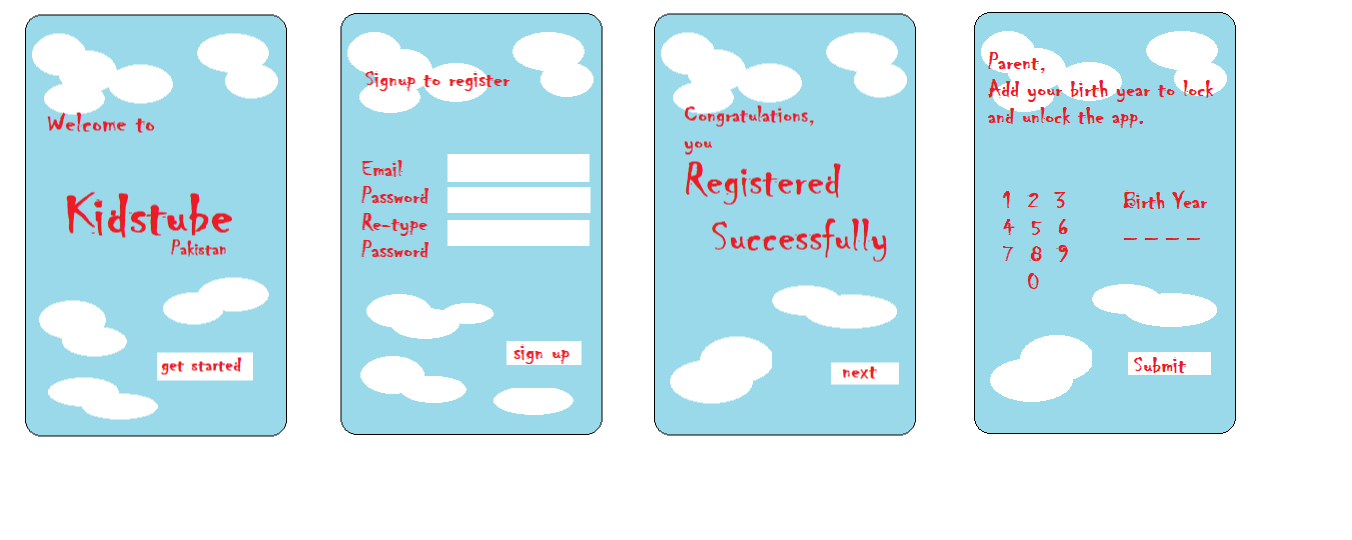 Welcome to
Kidstube
Pakistan
get started
Signup to register
Email
Password
Re-type
Password
sign up
Congratulations,
you
Registered
Successfully
next
Parent,
Add your birth year to lock
and unlock the app.
1 2 3
4 5 6
7 8 9
0
Birth Year
_ _ _ _
Submit